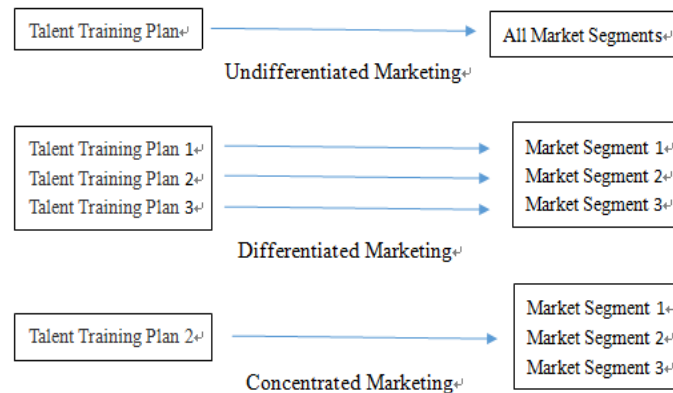 Talent Training Plan↵
All Market Segments↵
Undifferentiated Marketing↵
Talent Training Plan 1↵
Talent Training Plan 2↵
Talent Training Plan 3↵
Market Segment 1↵
Market Segment 2↵
Market Segment 3↵
Differentiated Marketing↵
Talent Training Plan 2↵
Market Segment 1↵
Market Segment 2↵
Market Segment 3↵
Concentrated Marketing↵